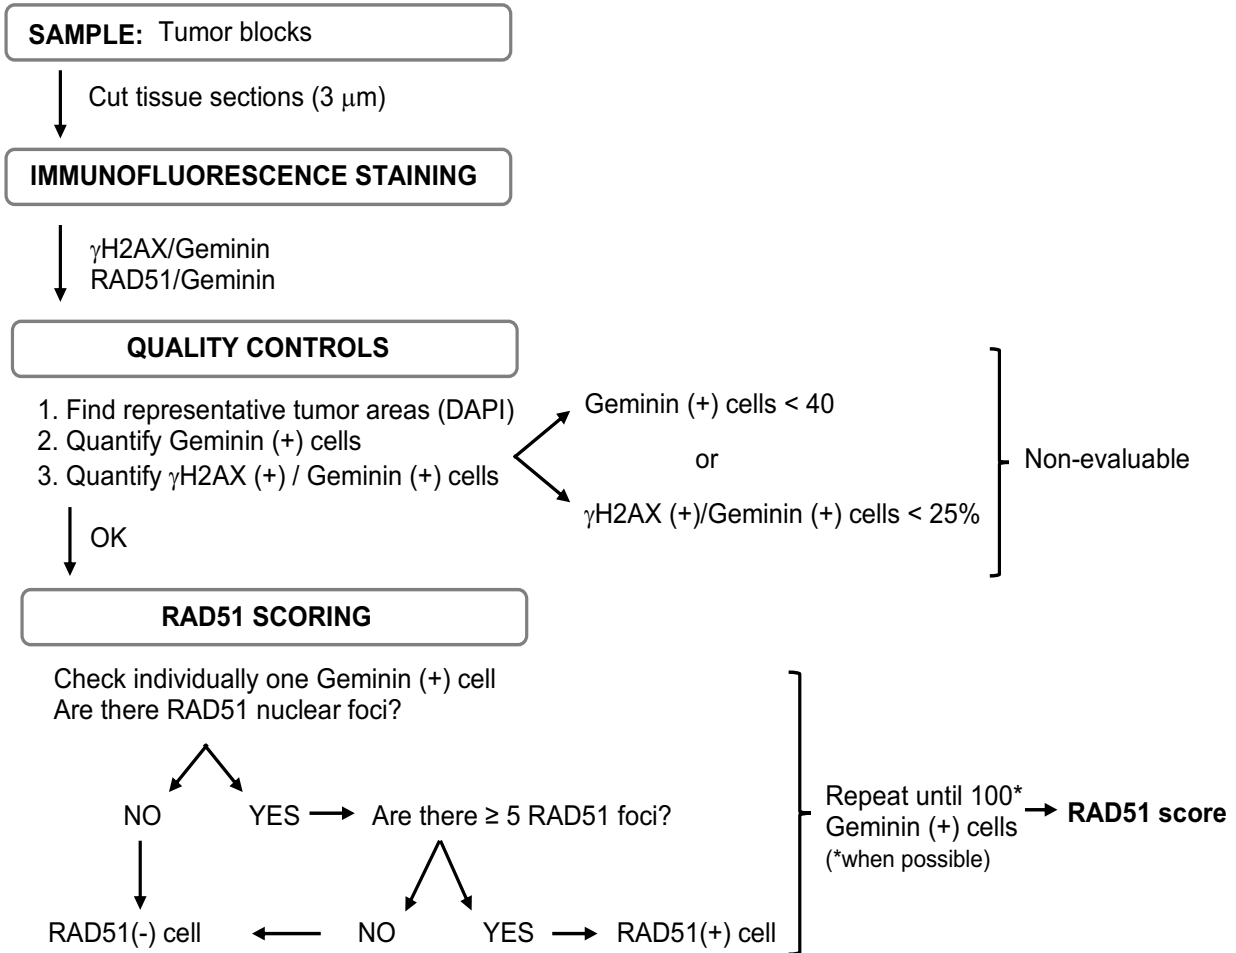 SAMPLE: Tumor blocks
Cut tissue sections (3 μm)
IMMUNOFLUORESCENCE STAINING
γH2AX/Geminin
RAD51/Geminin
QUALITY CONTROLS
1. Find representative tumor areas (DAPI)
2. Quantify Geminin (+) cells
3. Quantify γH2AX (+) / Geminin (+) cells
Geminin (+) cells < 40
or
γH2AX (+)/Geminin (+) cells < 25%
Non-evaluable
OK
RAD51 SCORING
Check individually one Geminin (+) cell
Are there RAD51 nuclear foci?
NO
YES
Are there ≥ 5 RAD51 foci?
RAD51(-) cell
NO
YES
RAD51(+) cell
Repeat until 100*
Geminin (+) cells
(*when possible)
RAD51 score